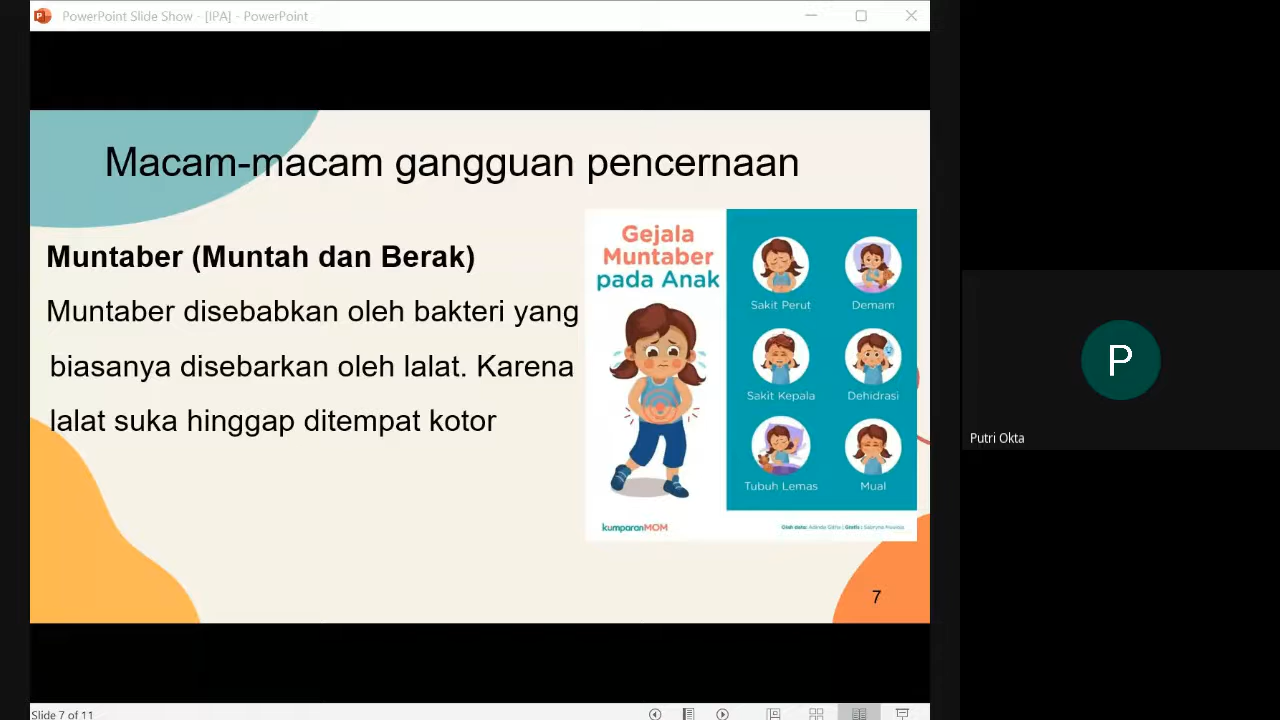 PowerPoint Slide Show - [IPA] - PowerPoint
Macam-macam gangguan pencernaan
Muntaber (Muntah dan Berak)
Muntaber disebabkan oleh bakteri yang
biasanya disebarkan oleh lalat. Karena
lalat suka hinggap ditempat kotor
Gejala
Muntaber
pada Anak
Sakit Perut
Demam
Sakit Kepala
Dehidrasi
Tubuh Lemas
Mual
kumparanMOM
7
Slide 7 of 11
P
Putri Okta